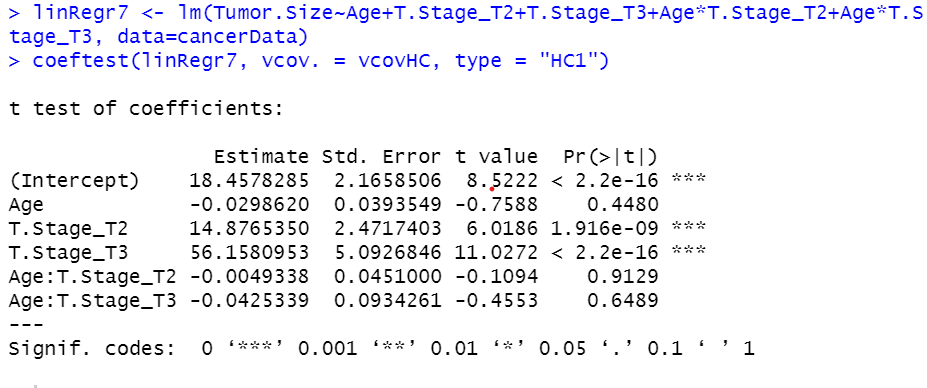 > linRegr7 <- lm(Tumor.Size~Age+T.Stage_T2+T.Stage_T3+Age*T.Stage_T2+Age*T.S
tage_T3, data=cancerData)
> coeftest(linRegr7, vcov. = vcovHC, type = "HC1")

t test of coefficients:

                Estimate Std. Error t value  Pr(>|t|)
(Intercept)   18.4578285  2.1658506  8.5222 < 2.2e-16 ***
Age           -0.0298620  0.0393549 -0.7588    0.4480
T.Stage_T2    14.8765350  2.4717403  6.0186 1.916e-09 ***
T.Stage_T3    56.1580953  5.0926846 11.0272 < 2.2e-16 ***
Age:T.Stage_T2 -0.0049338  0.0451000 -0.1094    0.9129
Age:T.Stage_T3 -0.0425339  0.0934261 -0.4553    0.6489
---
Signif. codes:  0 ‘***’ 0.001 ‘**’ 0.01 ‘*’ 0.05 ‘.’ 0.1 ‘ ’ 1